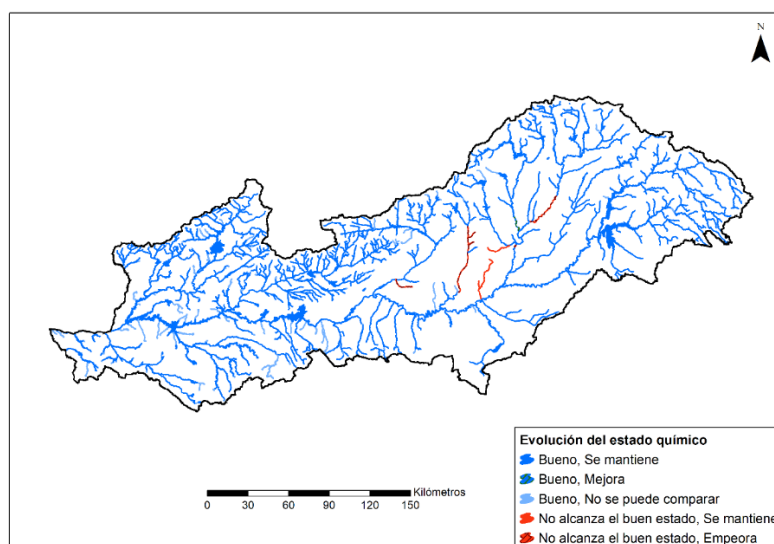 N
Evolución del estado químico
Bueno, Se mantiene
Bueno, Mejora
Bueno, No se puede comparar
No alcanza el buen estado, Se mantiene
No alcanza el buen estado, Empeora
Kilómetros
0 30 60 90 120 150